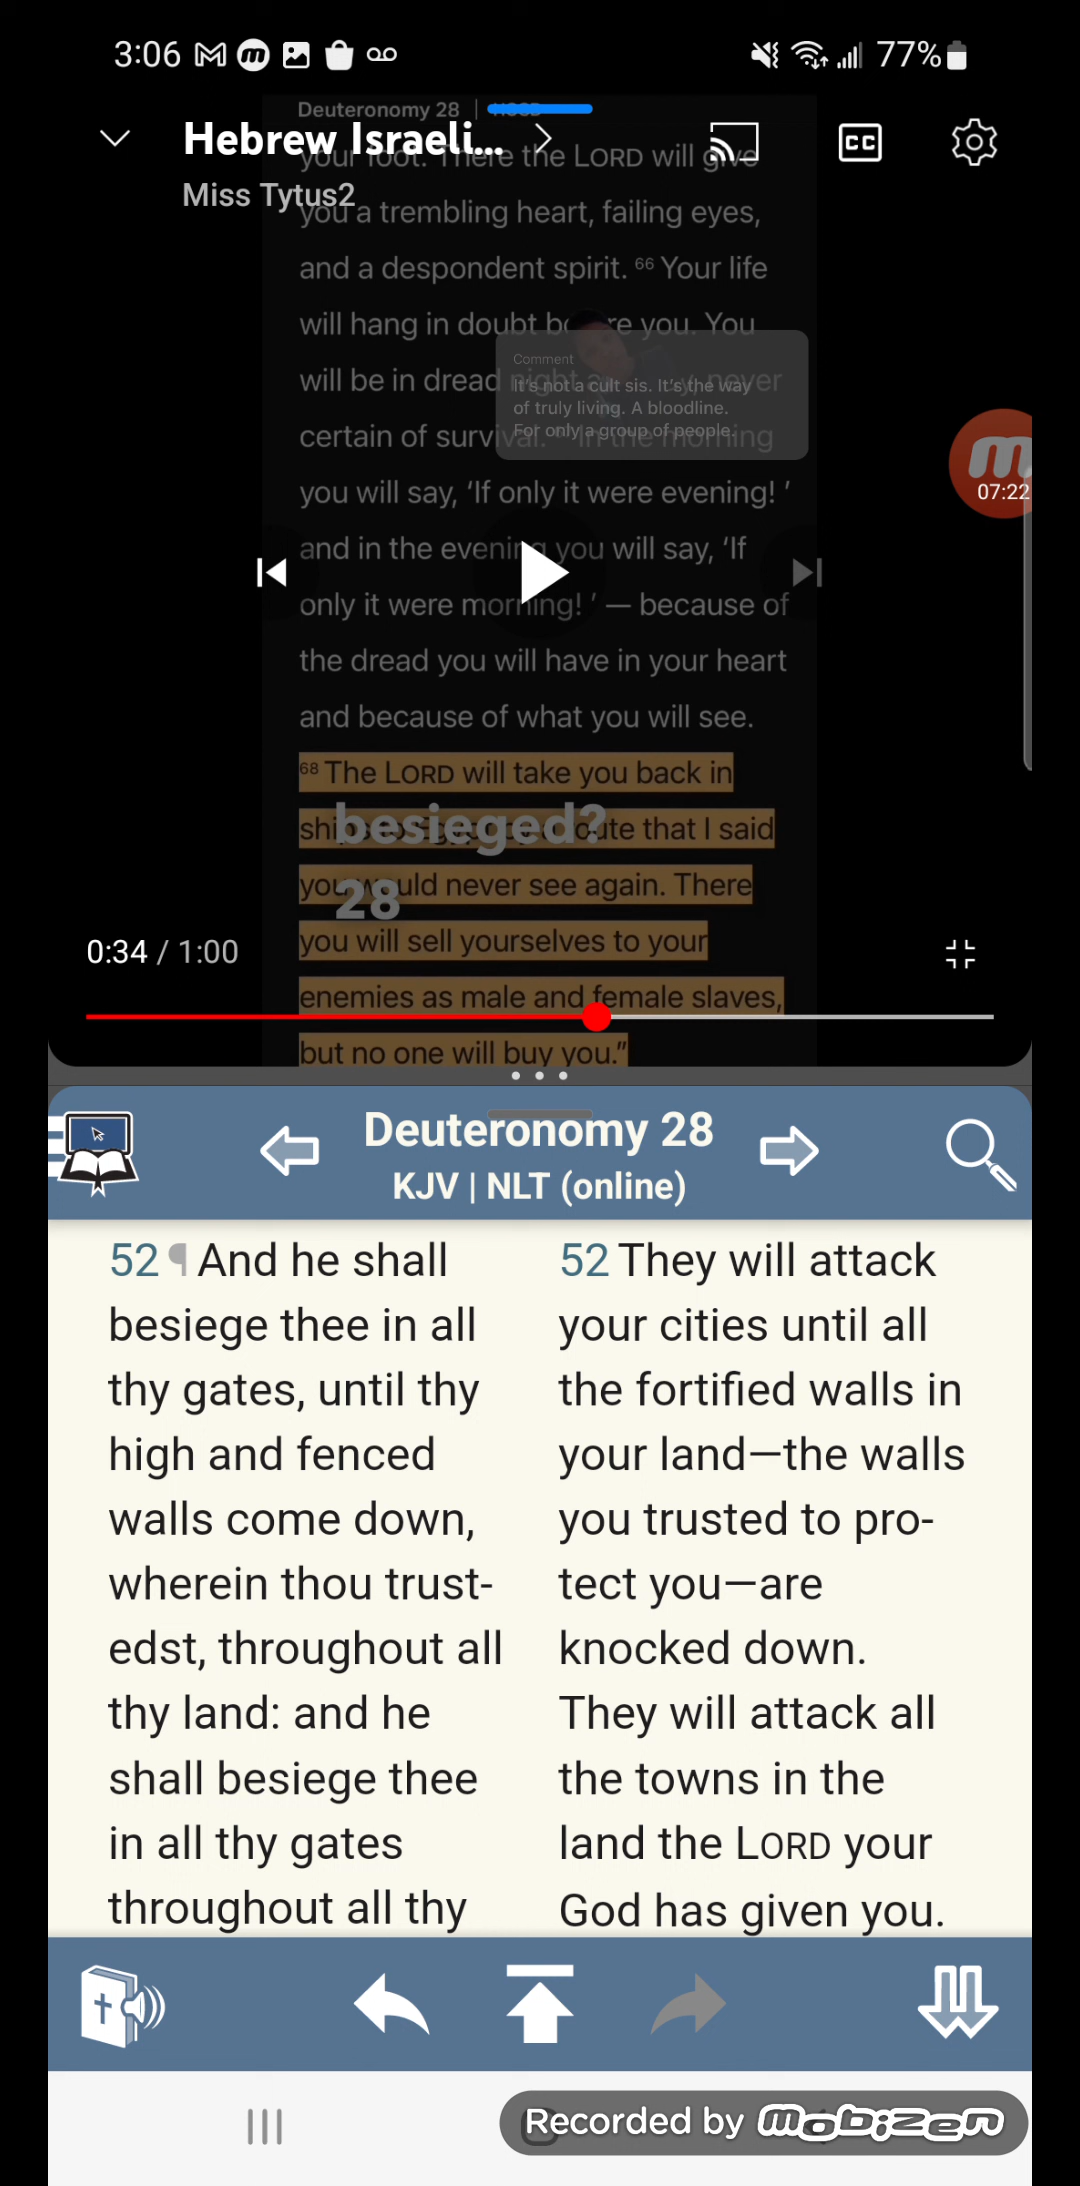 3:06
77%
Deuteronomy 28 | HCSB
Hebrew Israeli...
Miss Tytus2
your foot. There the LORD will give
you a trembling heart, failing eyes,
and a despondent spirit. 66 Your life
will hang in doubt before you. You
will be in dread night and day, never
certain of survival. In the morning
Comment
It's not a cult sis. It's the way
of truly living. A bloodline.
For only a group of people.
07:22
you will say, ‘If only it were evening! ’
and in the evening you will say, ‘If
only it were morning! ’ — because of
the dread you will have in your heart
and because of what you will see.
68 The LORD will take you back in
ships to Egypt by a route that I said
you would never see again. There
you will sell yourselves to your
enemies as male and female slaves,
but no one will buy you.”
besieged?
28
0:34 / 1:00
Deuteronomy 28
KJV | NLT (online)
52 ¶ And he shall
besiege thee in all
thy gates, until thy
high and fenced
walls come down,
wherein thou trust-
edst, throughout all
thy land: and he
shall besiege thee
in all thy gates
throughout all thy
52 They will attack
your cities until all
the fortified walls in
your land—the walls
you trusted to pro-
tect you—are
knocked down.
They will attack all
the towns in the
land the LORD your
God has given you.
Recorded by mobizen